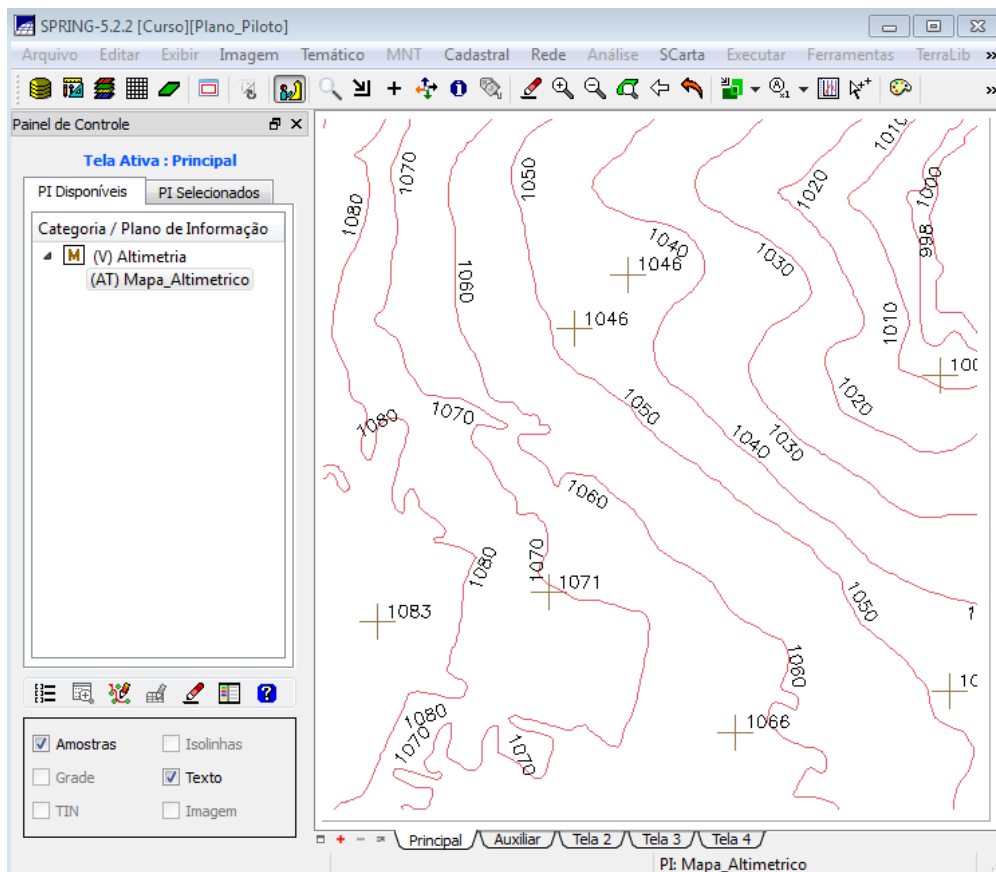 SPRING-5.2.2 [Curso][Plano_Piloto]
Arquivo Editar Exibir Imagem Temático MNT Cadastral Rede Análise SCarta Executar Ferramentas TerraLib »
Painel de Controle
Tela Ativa : Principal
PI Disponíveis PI Selecionados
Categoria / Plano de Informação
M (V) Altimetria
(AT) Mapa_Altimetrico
Amostras Isolinhas
Grade Texto
TIN Imagem
1080
1070
1060
1050
1040
1046
1046
1030
1020
1010
1000
998
1010
1020
1080
1070
1050
1040
1030
1060
1080
1070
1071
1083
1050
1060
1066
1080
1070
1070
Principal Auxiliar Tela 2 Tela 3 Tela 4
PI: Mapa_Altimetrico